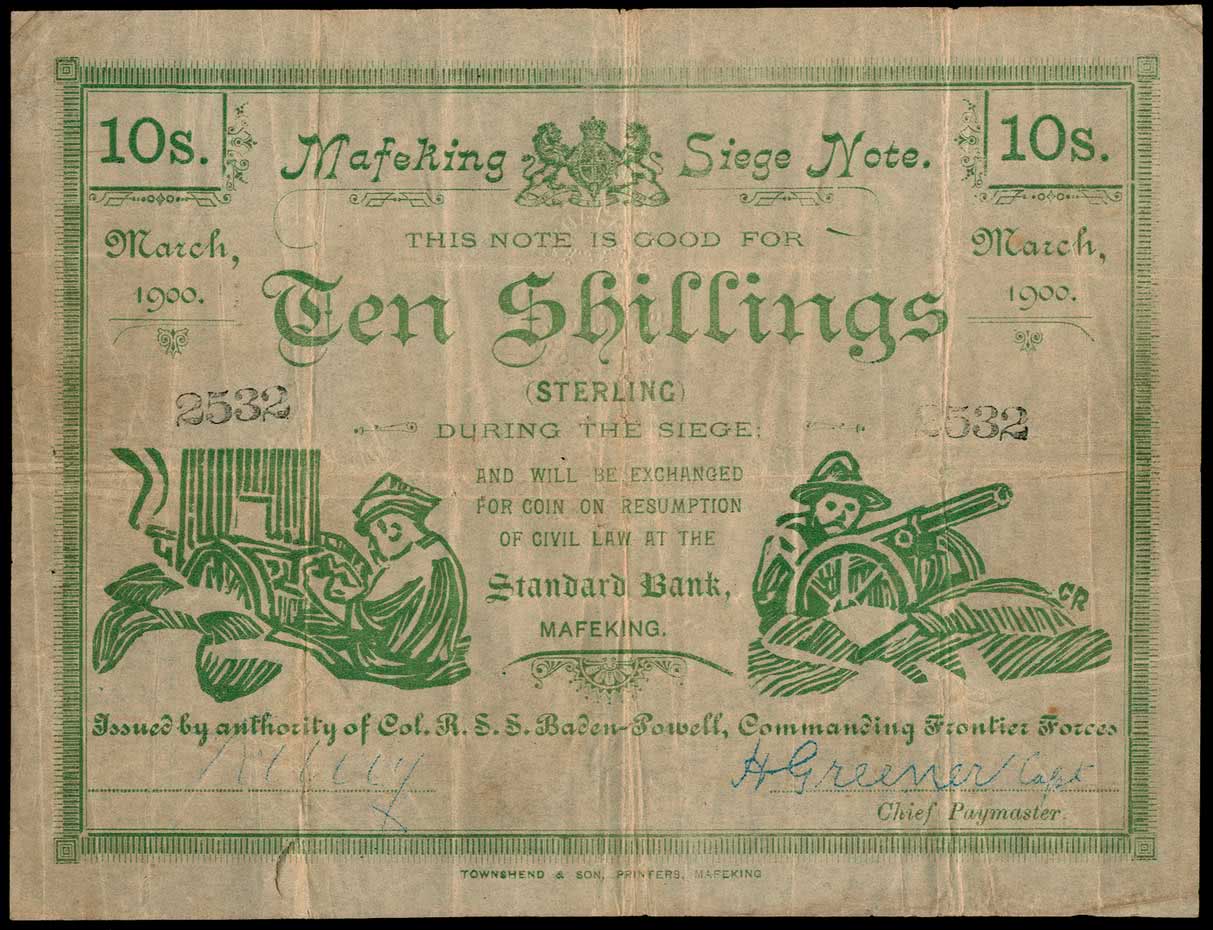 10s. Mafeking Siege Note. 10s.
March, 1900.
March, 1900.
THIS NOTE IS GOOD FOR
Ten Shillings
(STERLING)
2532 2532
DURING THE SIEGE;
AND WILL BE EXCHANGED
FOR COIN ON RESUMPTION
OF CIVIL LAW AT THE
Standard Bank,
MAFEKING.
CR
Issued by authority of Col. R. S. S. Baden-Powell, Commanding Frontier Forces
H Greener Capt
Chief Paymaster.
TOWNSHEND & SON, PRINTERS, MAFEKING